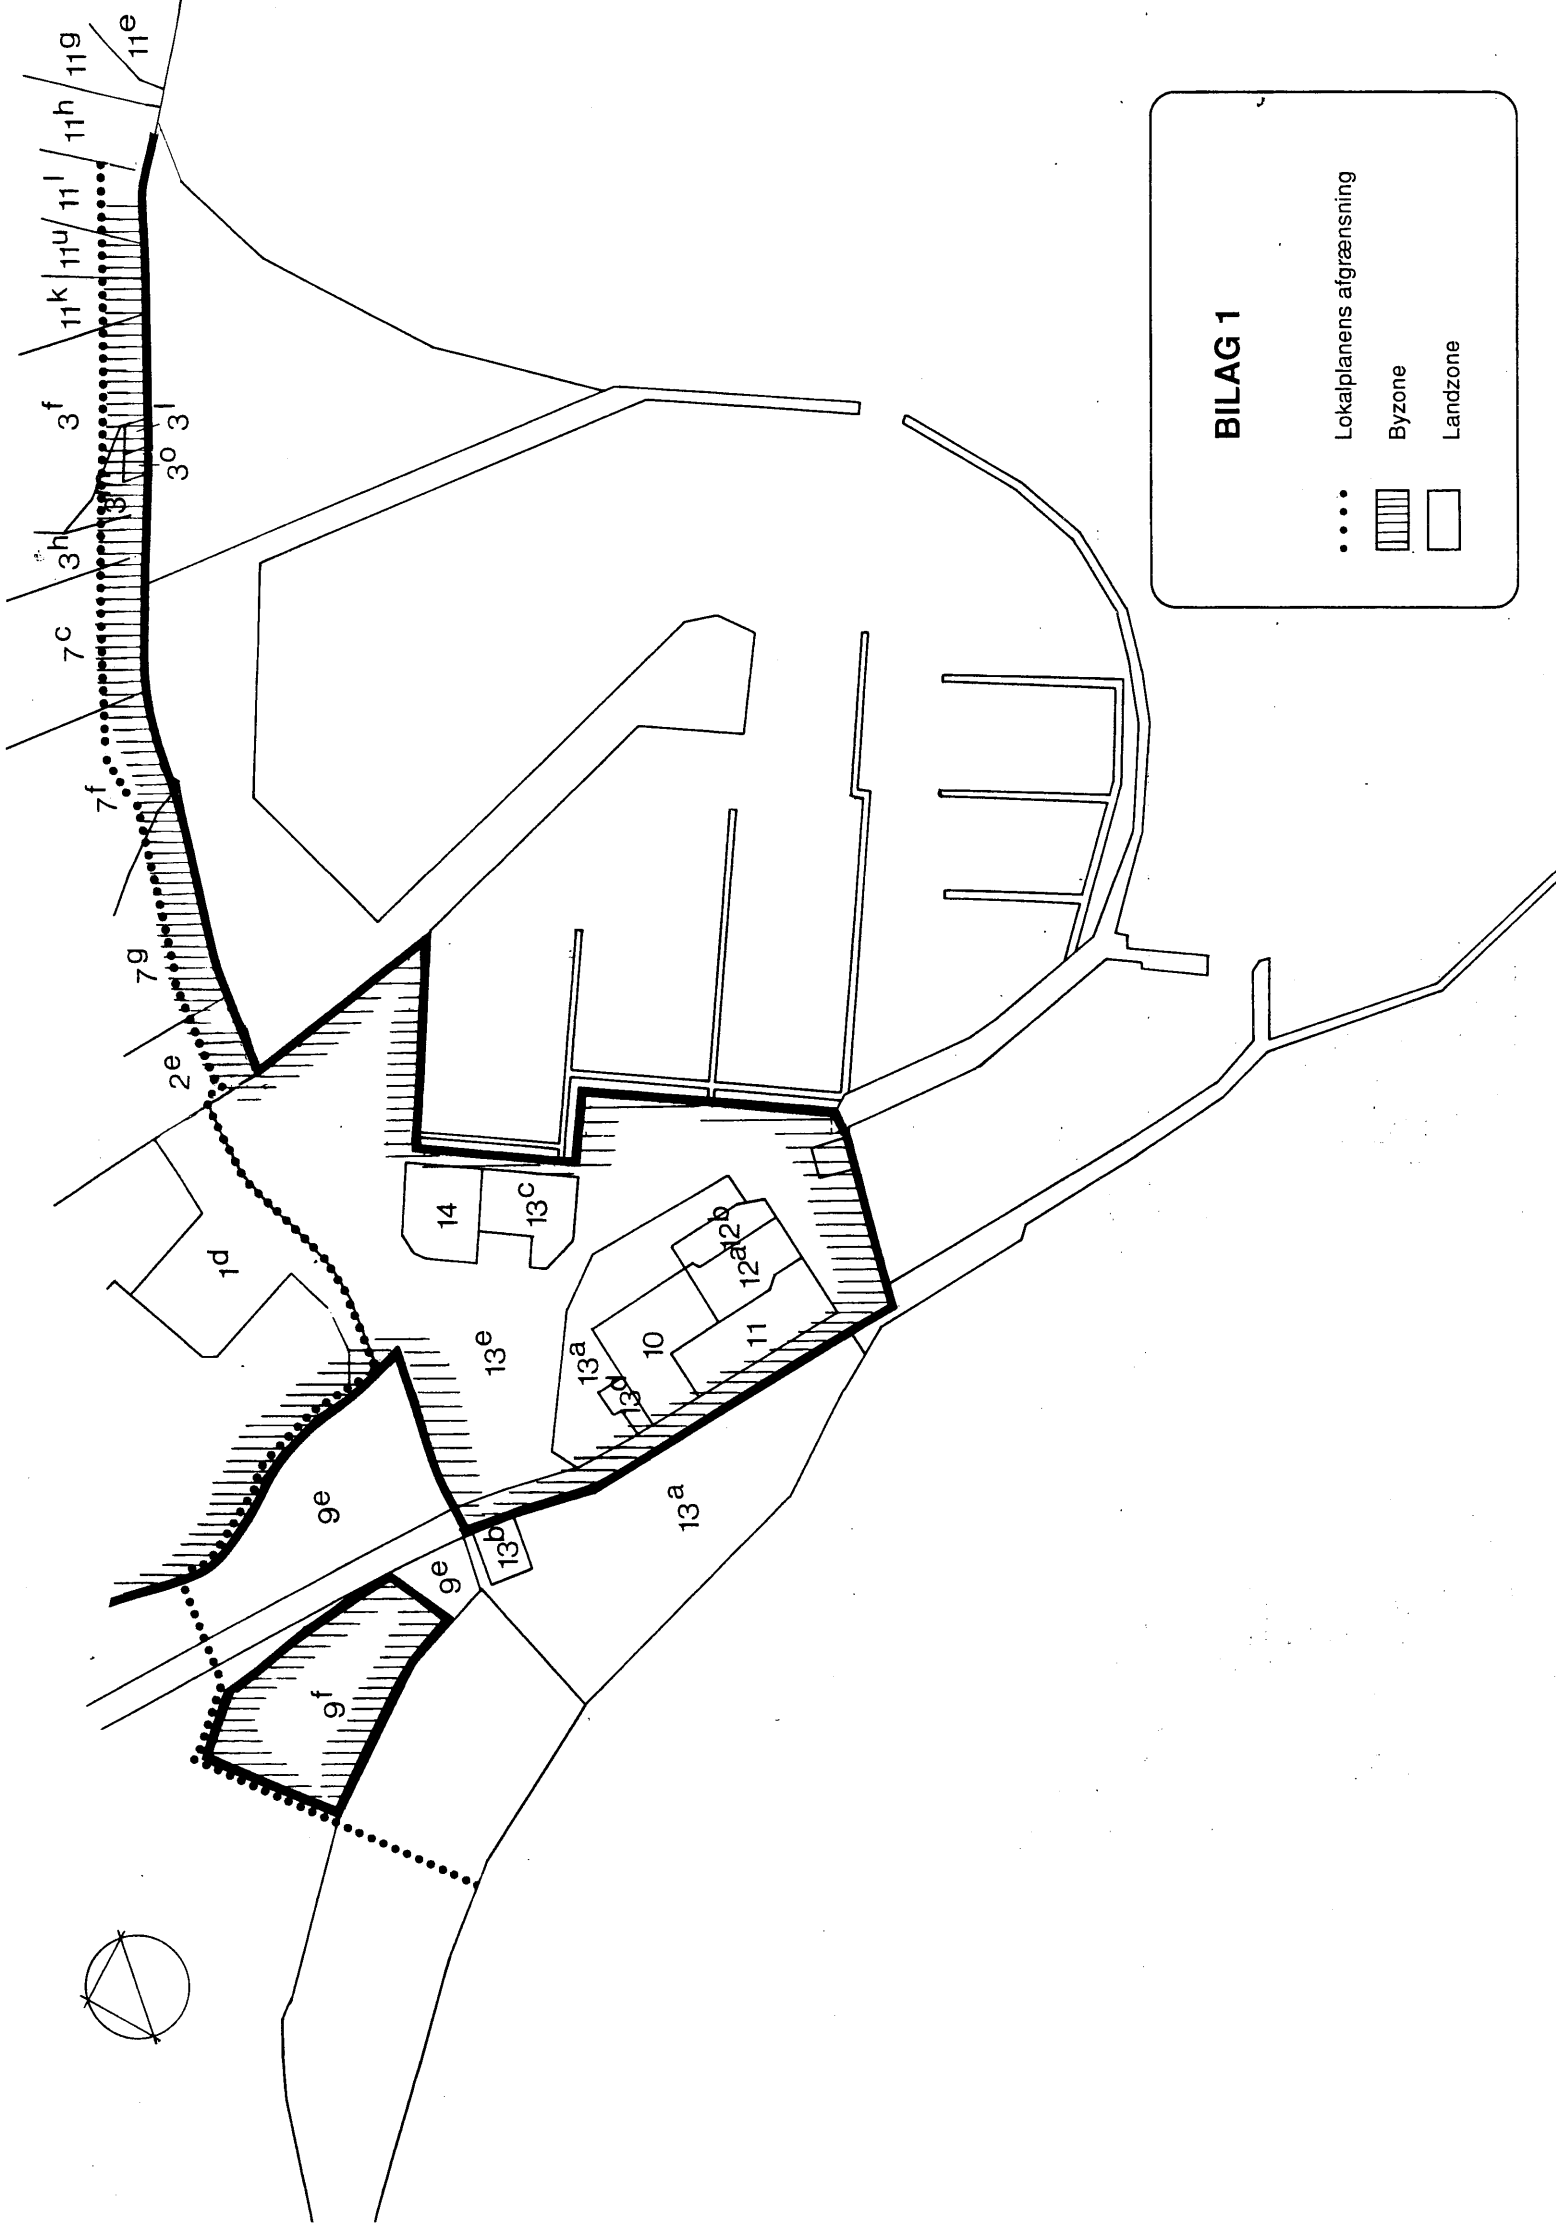 BILAG 1
Lokalplanens afgrænsning
Byzone
Landzone
9f
9e
9e
13b
13a
13e
13a
13d
10
11
12a
12b
14
13c
1d
2e
7g
7f
7c
3h
3
3o
3l
3f
11k
11u
11l
11h
11g
11e